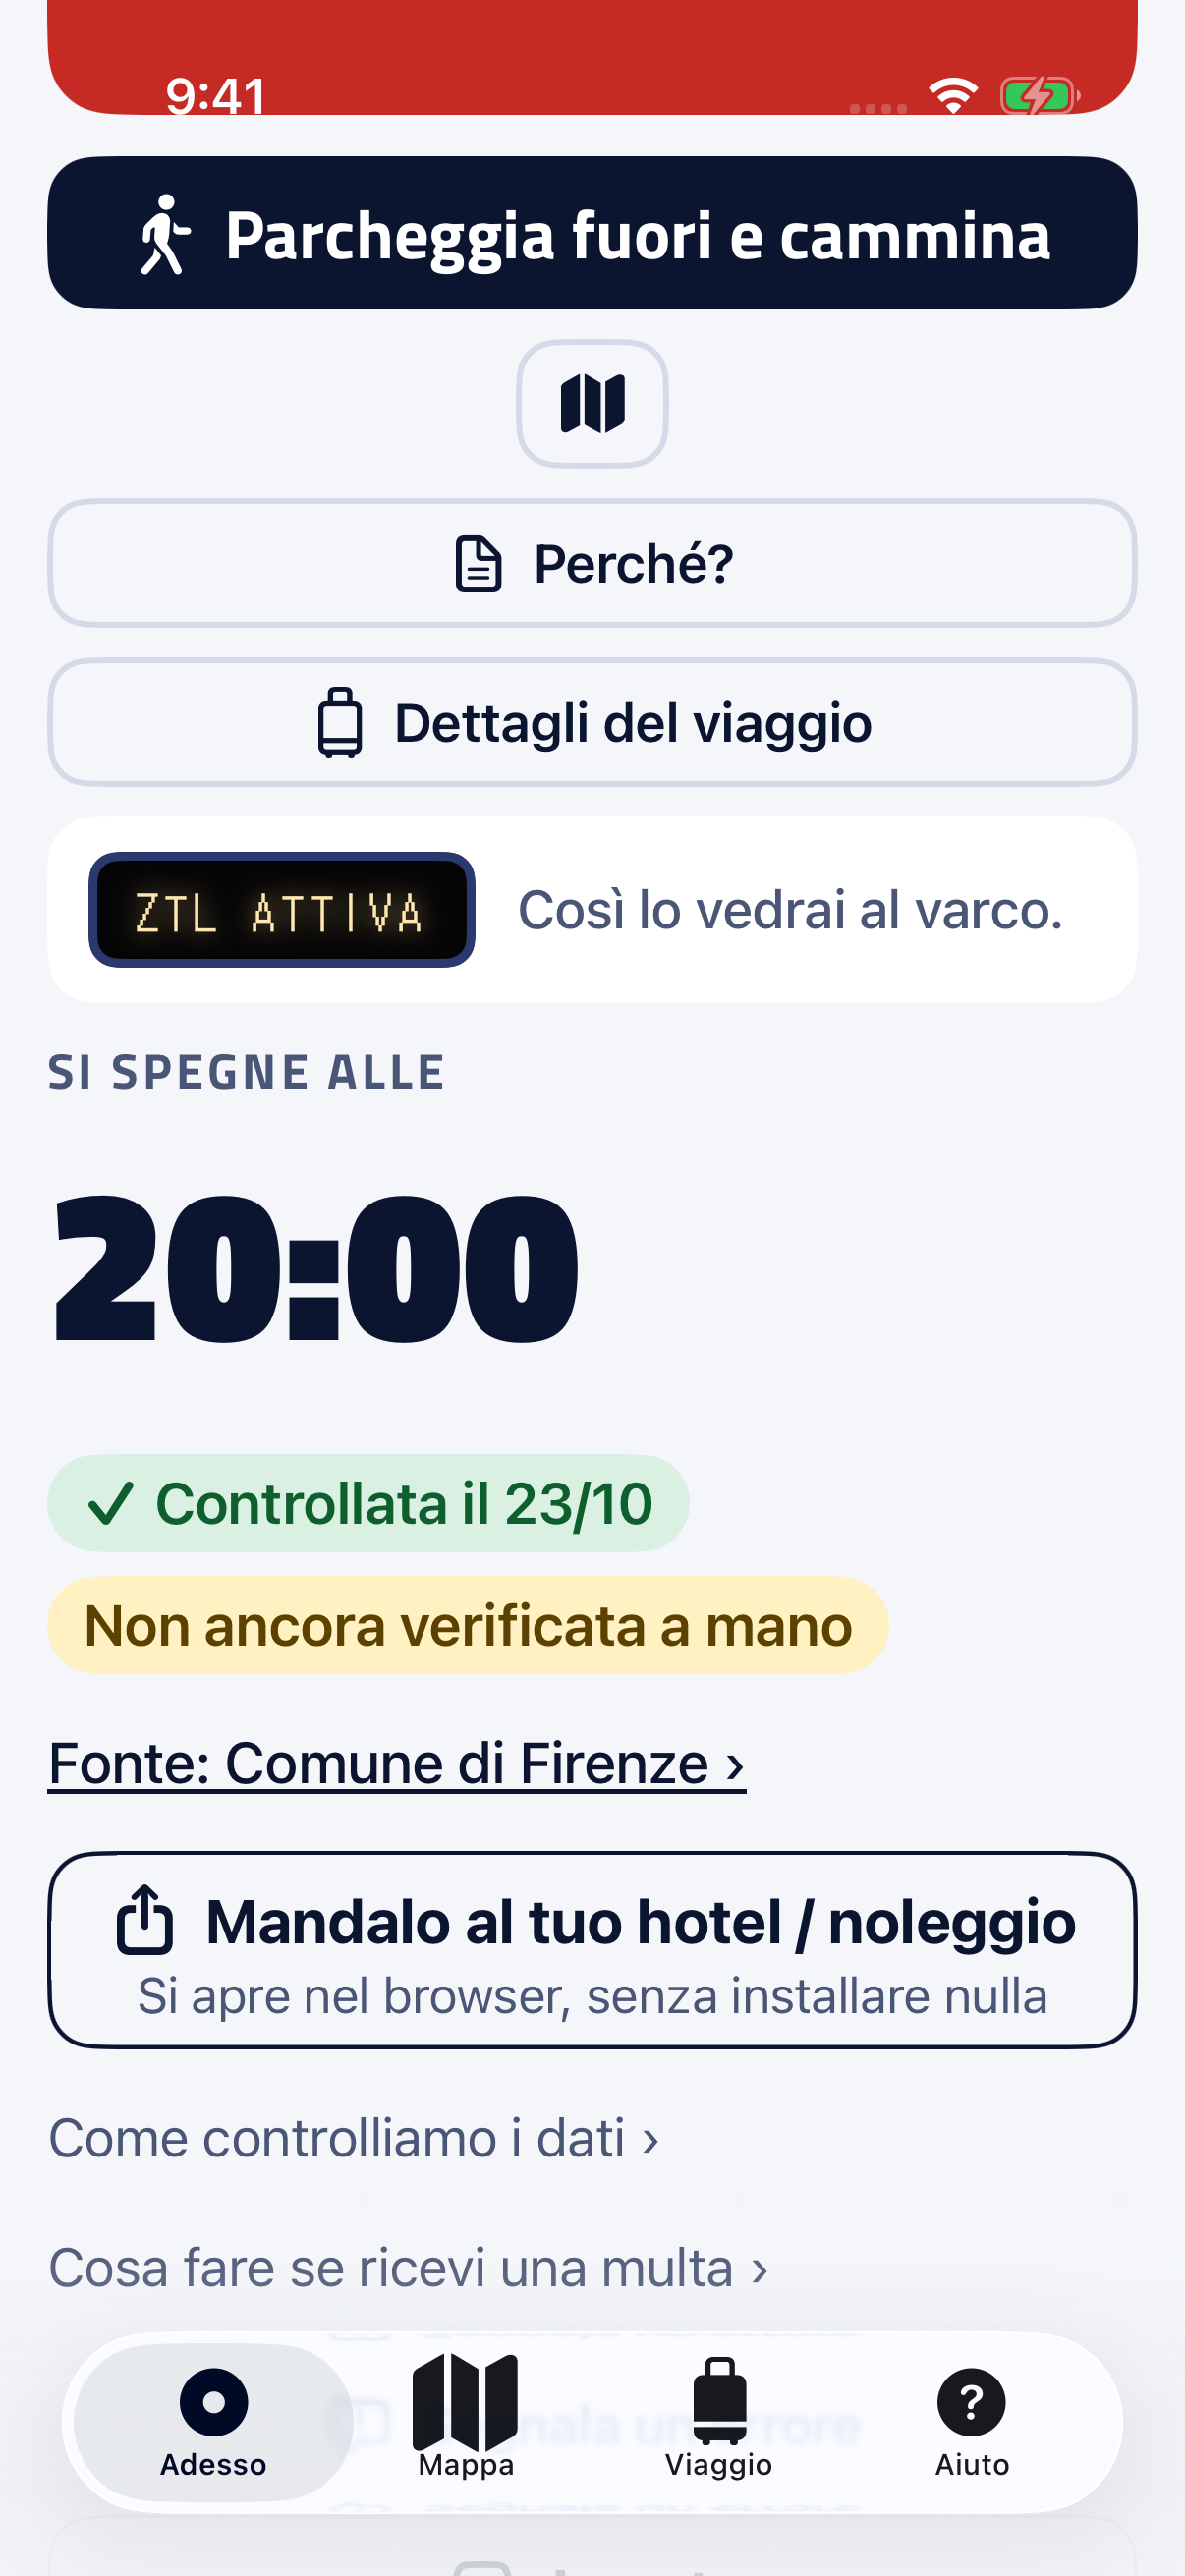 9:41
Parcheggia fuori e cammina
Perché?
Dettagli del viaggio
ZTL ATTIVA
Così lo vedrai al varco.
SI SPEGNE ALLE
20:00
Controllata il 23/10
Non ancora verificata a mano
Fonte: Comune di Firenze ›
Mandalo al tuo hotel / noleggio
Si apre nel browser, senza installare nulla
Come controlliamo i dati ›
Cosa fare se ricevi una multa ›
Adesso
Mappa
Viaggio
Aiuto